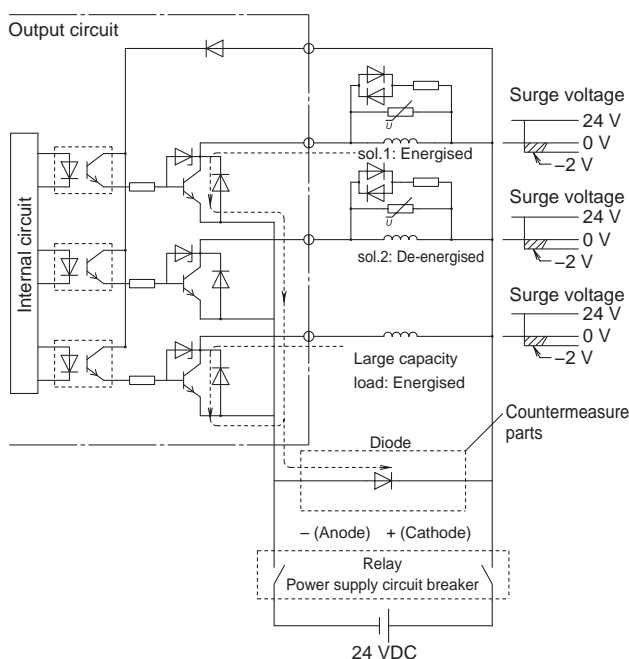 Output circuit
Internal circuit
U
sol.1: Energised
U
sol.2: De-energised
Large capacity
load: Energised
Surge voltage
24 V
0 V
–2 V
Surge voltage
24 V
0 V
–2 V
Surge voltage
24 V
0 V
–2 V
Countermeasure
parts
Diode
– (Anode) + (Cathode)
Relay
Power supply circuit breaker
24 VDC